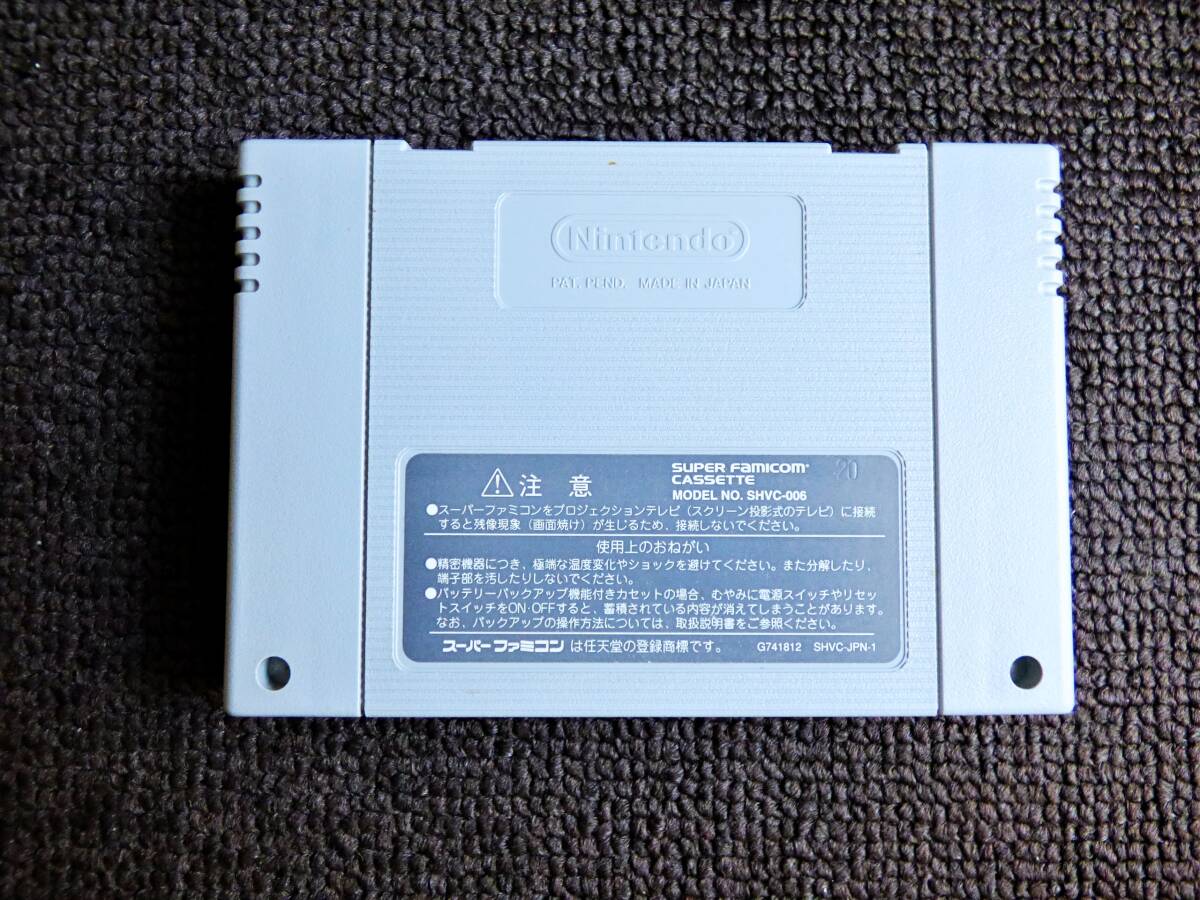 Nintendo®
PAT. PEND. MADE IN JAPAN
⚠注 意
SUPER FAMICOM®
CASSETTE
MODEL NO. SHVC-006
20
●スーパーファミコンをプロジェクションテレビ(スクリーン投影式のテレビ)に接続
すると残像現象(画面焼け)が生じるため、接続しないでください。
使用上のおねがい
●精密機器につき、極端な温度変化やショックを避けてください。また分解したり、
端子部を汚したりしないでください。
●バッテリーバックアップ機能付きカセットの場合、むやみに電源スイッチやリセッ
トスイッチをON・OFFすると、蓄積されている内容が消えてしまうことがあります。
なお、バックアップの操作方法については、取扱説明書をご参照ください。
スーパーファミコン は任天堂の登録商標です。 G741812 SHVC-JPN-1